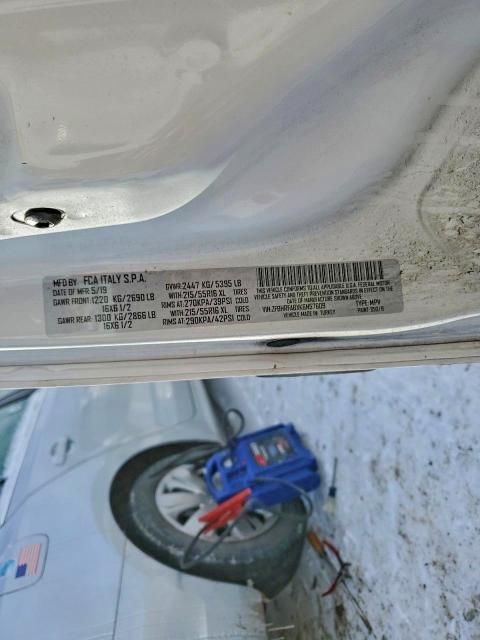 MFD BY: FCA ITALY S.P.A.
DATE OF MFR: 5/19 GVWR: 2447 KG/ 5395 LB
GAWR FRONT: 1220 KG/2690 LB WITH: 215/55R16 XL TIRES
16X6 1/2 RIMS AT: 270KPA/39PSI COLD
GAWR REAR: 1300 KG/2866 LB WITH: 215/55R16 XL TIRES
16X6 1/2 RIMS AT: 290KPA/42PSI COLD
THIS VEHICLE CONFORMS TO ALL APPLICABLE U.S.A. FEDERAL MOTOR
VEHICLE SAFETY, BUMPER AND THEFT PREVENTION STANDARDS IN EFFECT ON THE
DATE OF MANUFACTURE SHOWN ABOVE.
TYPE: MPV
VEHICLE MADE IN: TURKEY